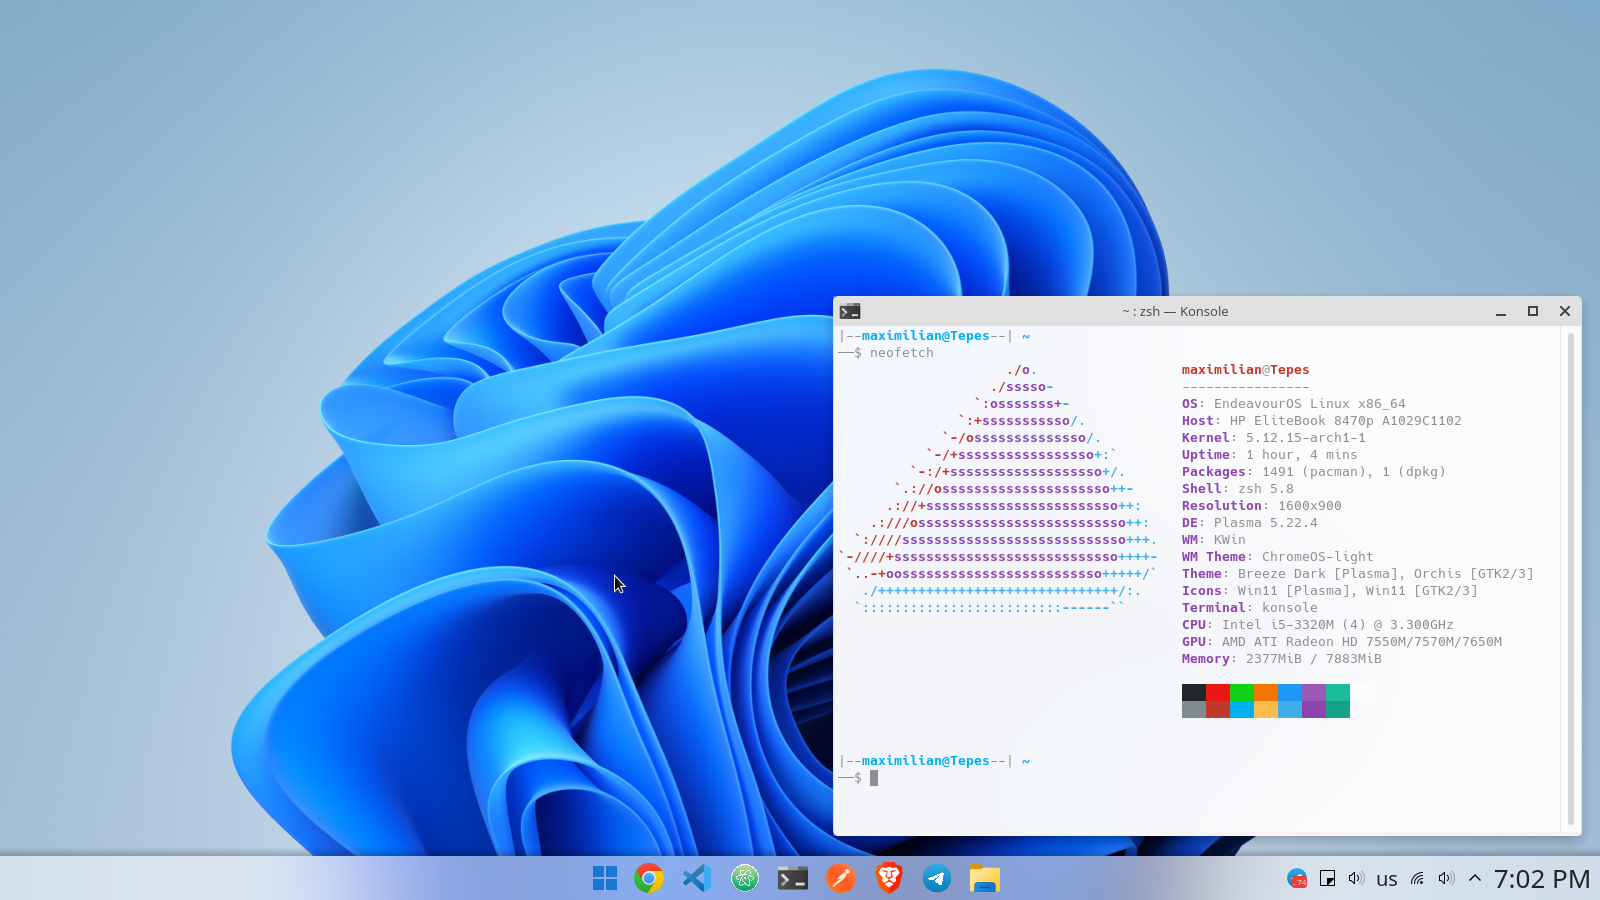 ~ : zsh — Konsole
|--maximilian@Tepes--| ~
──$ neofetch
./o.
./sssso-
`:osssssss+-
`:+sssssssssso/.
`-/ossssssssssssso/.
`-/+sssssssssssssssso+:`
`-:/+sssssssssssssssssso+/.
`.://osssssssssssssssssssso++-
.://+ssssssssssssssssssssssso++:
.:///ossssssssssssssssssssssssso++:
`:////ssssssssssssssssssssssssssso+++.
`-////+ssssssssssssssssssssssssssso++++-
`..-+oosssssssssssssssssssssssso+++++/`
./++++++++++++++++++++++++++++++/:.
`:::::::::::::::::::::::::------``
maximilian@Tepes
----------------
OS: EndeavourOS Linux x86_64
Host: HP EliteBook 8470p A1029C1102
Kernel: 5.12.15-arch1-1
Uptime: 1 hour, 4 mins
Packages: 1491 (pacman), 1 (dpkg)
Shell: zsh 5.8
Resolution: 1600x900
DE: Plasma 5.22.4
WM: KWin
WM Theme: ChromeOS-light
Theme: Breeze Dark [Plasma], Orchis [GTK2/3]
Icons: Win11 [Plasma], Win11 [GTK2/3]
Terminal: konsole
CPU: Intel i5-3320M (4) @ 3.300GHz
GPU: AMD ATI Radeon HD 7550M/7570M/7650M
Memory: 2377MiB / 7883MiB
|--maximilian@Tepes--| ~
──$
us
7:02 PM